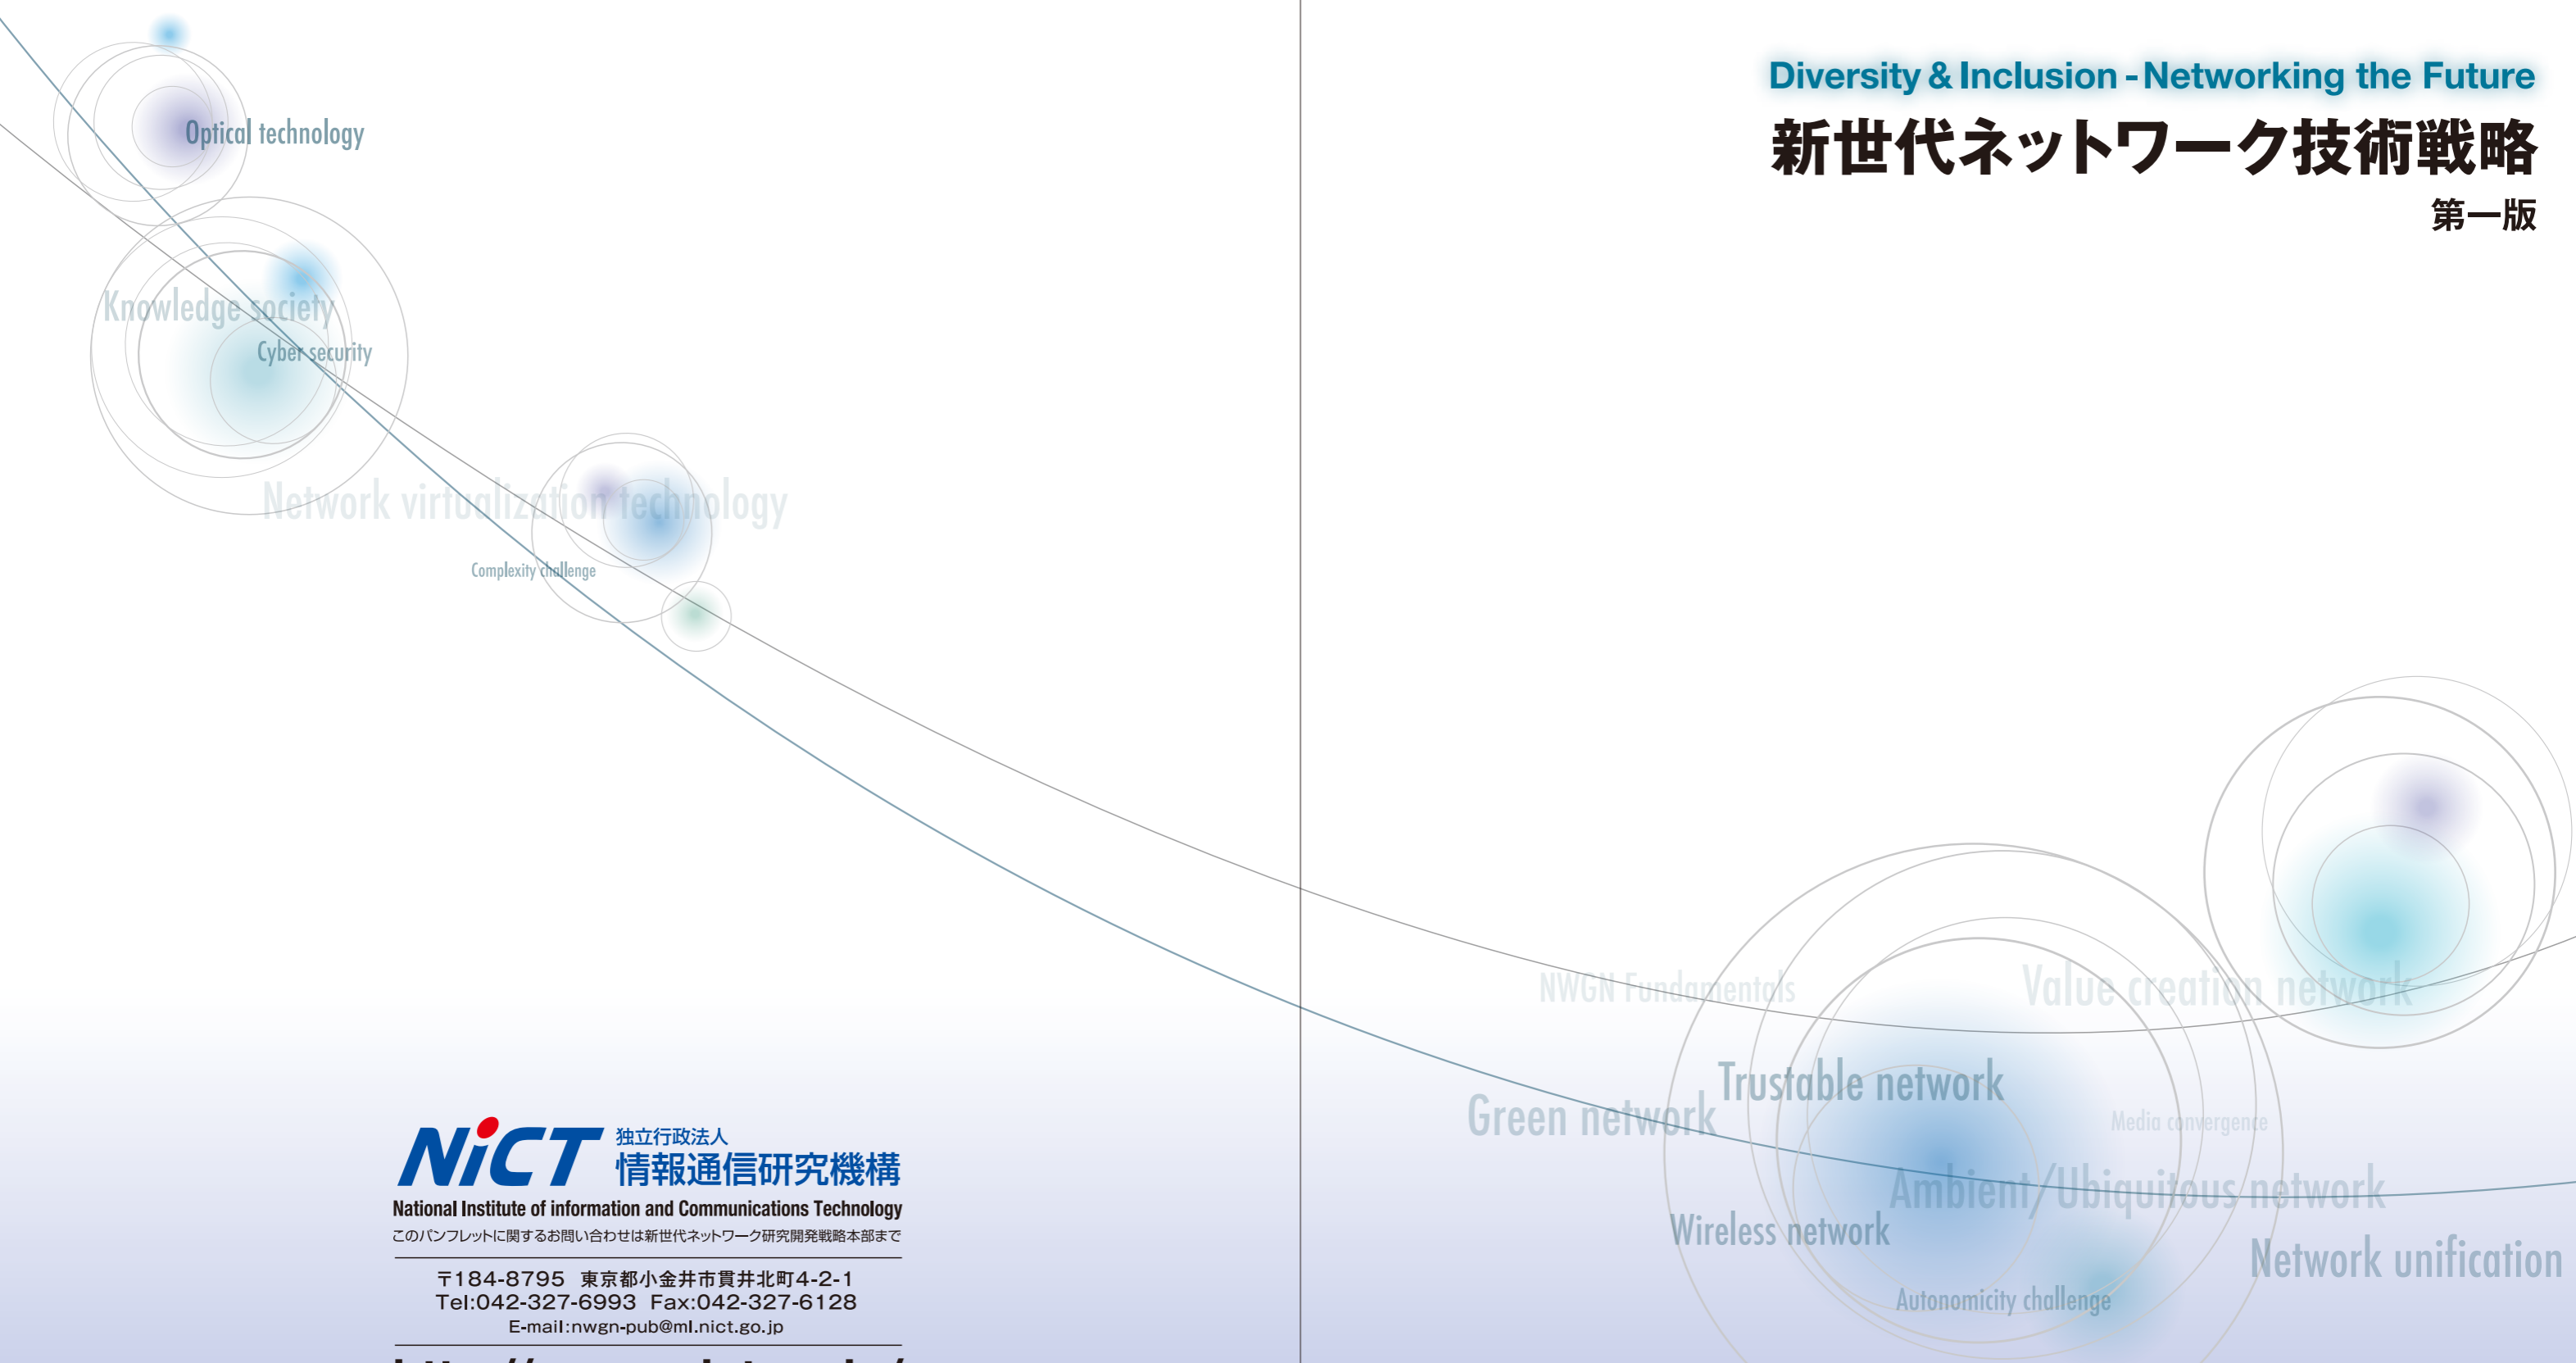 Optical technology
Knowledge society
Cyber security
Network virtualization technology
Complexity challenge
NiCT
独立行政法人
情報通信研究機構
National Institute of information and Communications Technology
このパンフレットに関するお問い合わせは新世代ネットワーク研究開発戦略本部まで
〒184-8795 東京都小金井市貫井北町4-2-1
Tel:042-327-6993 Fax:042-327-6128
E-mail:nwgn-pub@ml.nict.go.jp
Diversity & Inclusion - Networking the Future
新世代ネットワーク技術戦略
第一版
NWGN Fundamentals
Value creation network
Trustable network
Green network
Media convergence
Ambient/Ubiquitous network
Wireless network
Network unification
Autonomicity challenge